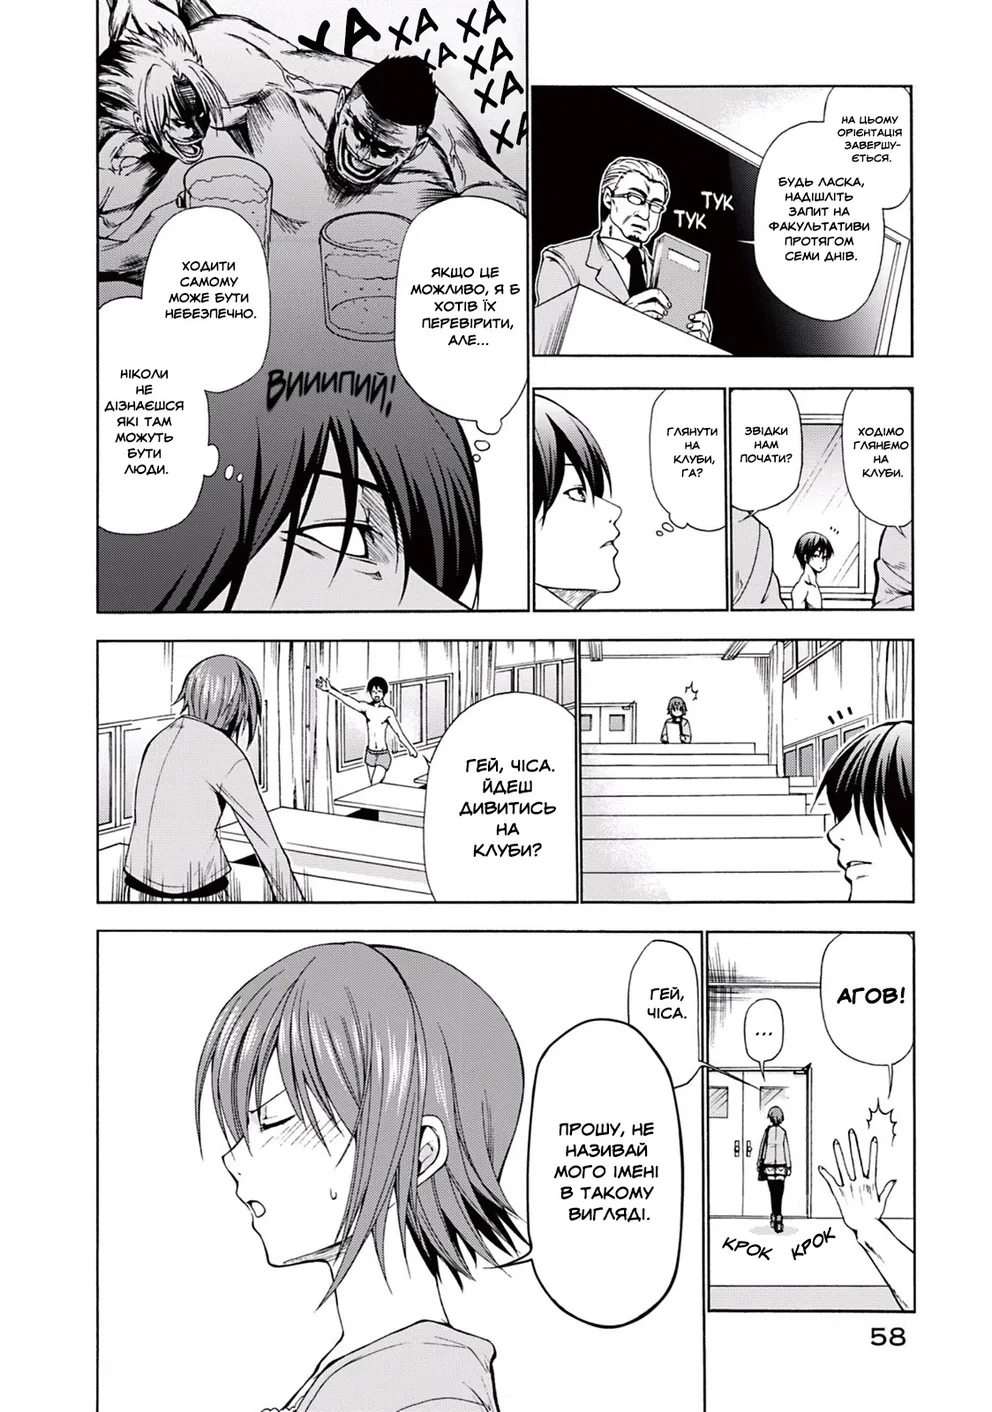 НА ЦЬОМУ
ОРІЄНТАЦІЯ
ЗАВЕРШУ-
ЄТЬСЯ.
БУДЬ ЛАСКА,
НАДІШЛІТЬ
ЗАПИТ НА
ФАКУЛЬТАТИВИ
ПРОТЯГОМ
СЕМИ ДНІВ.
ТУК
ТУК
ХОДІМО
ГЛЯНЕМО
НА
КЛУБИ.
ЗВІДКИ
НАМ
ПОЧАТИ?
ГЛЯНУТИ
НА
КЛУБИ,
ГА?
ХА ХА ХА
ХА ХА
ХА
ХА
ЯКЩО ЦЕ
МОЖЛИВО, Я Б
ХОТІВ ЇХ
ПЕРЕВІРИТИ,
АЛЕ...
ВИИИПИЙ!
ХОДИТИ
САМОМУ
МОЖЕ БУТИ
НЕБЕЗПЕЧНО.
НІКОЛИ
НЕ
ДІЗНАЄШСЯ
ЯКІ ТАМ
МОЖУТЬ
БУТИ
ЛЮДИ.
ГЕЙ, ЧІСА.
ЙДЕШ
ДИВИТИСЬ
НА
КЛУБИ?
АГОВ!
...
КРОК КРОК
ГЕЙ,
ЧІСА.
ПРОШУ, НЕ
НАЗИВАЙ
МОГО ІМЕНІ
В ТАКОМУ
ВИГЛЯДІ.
58